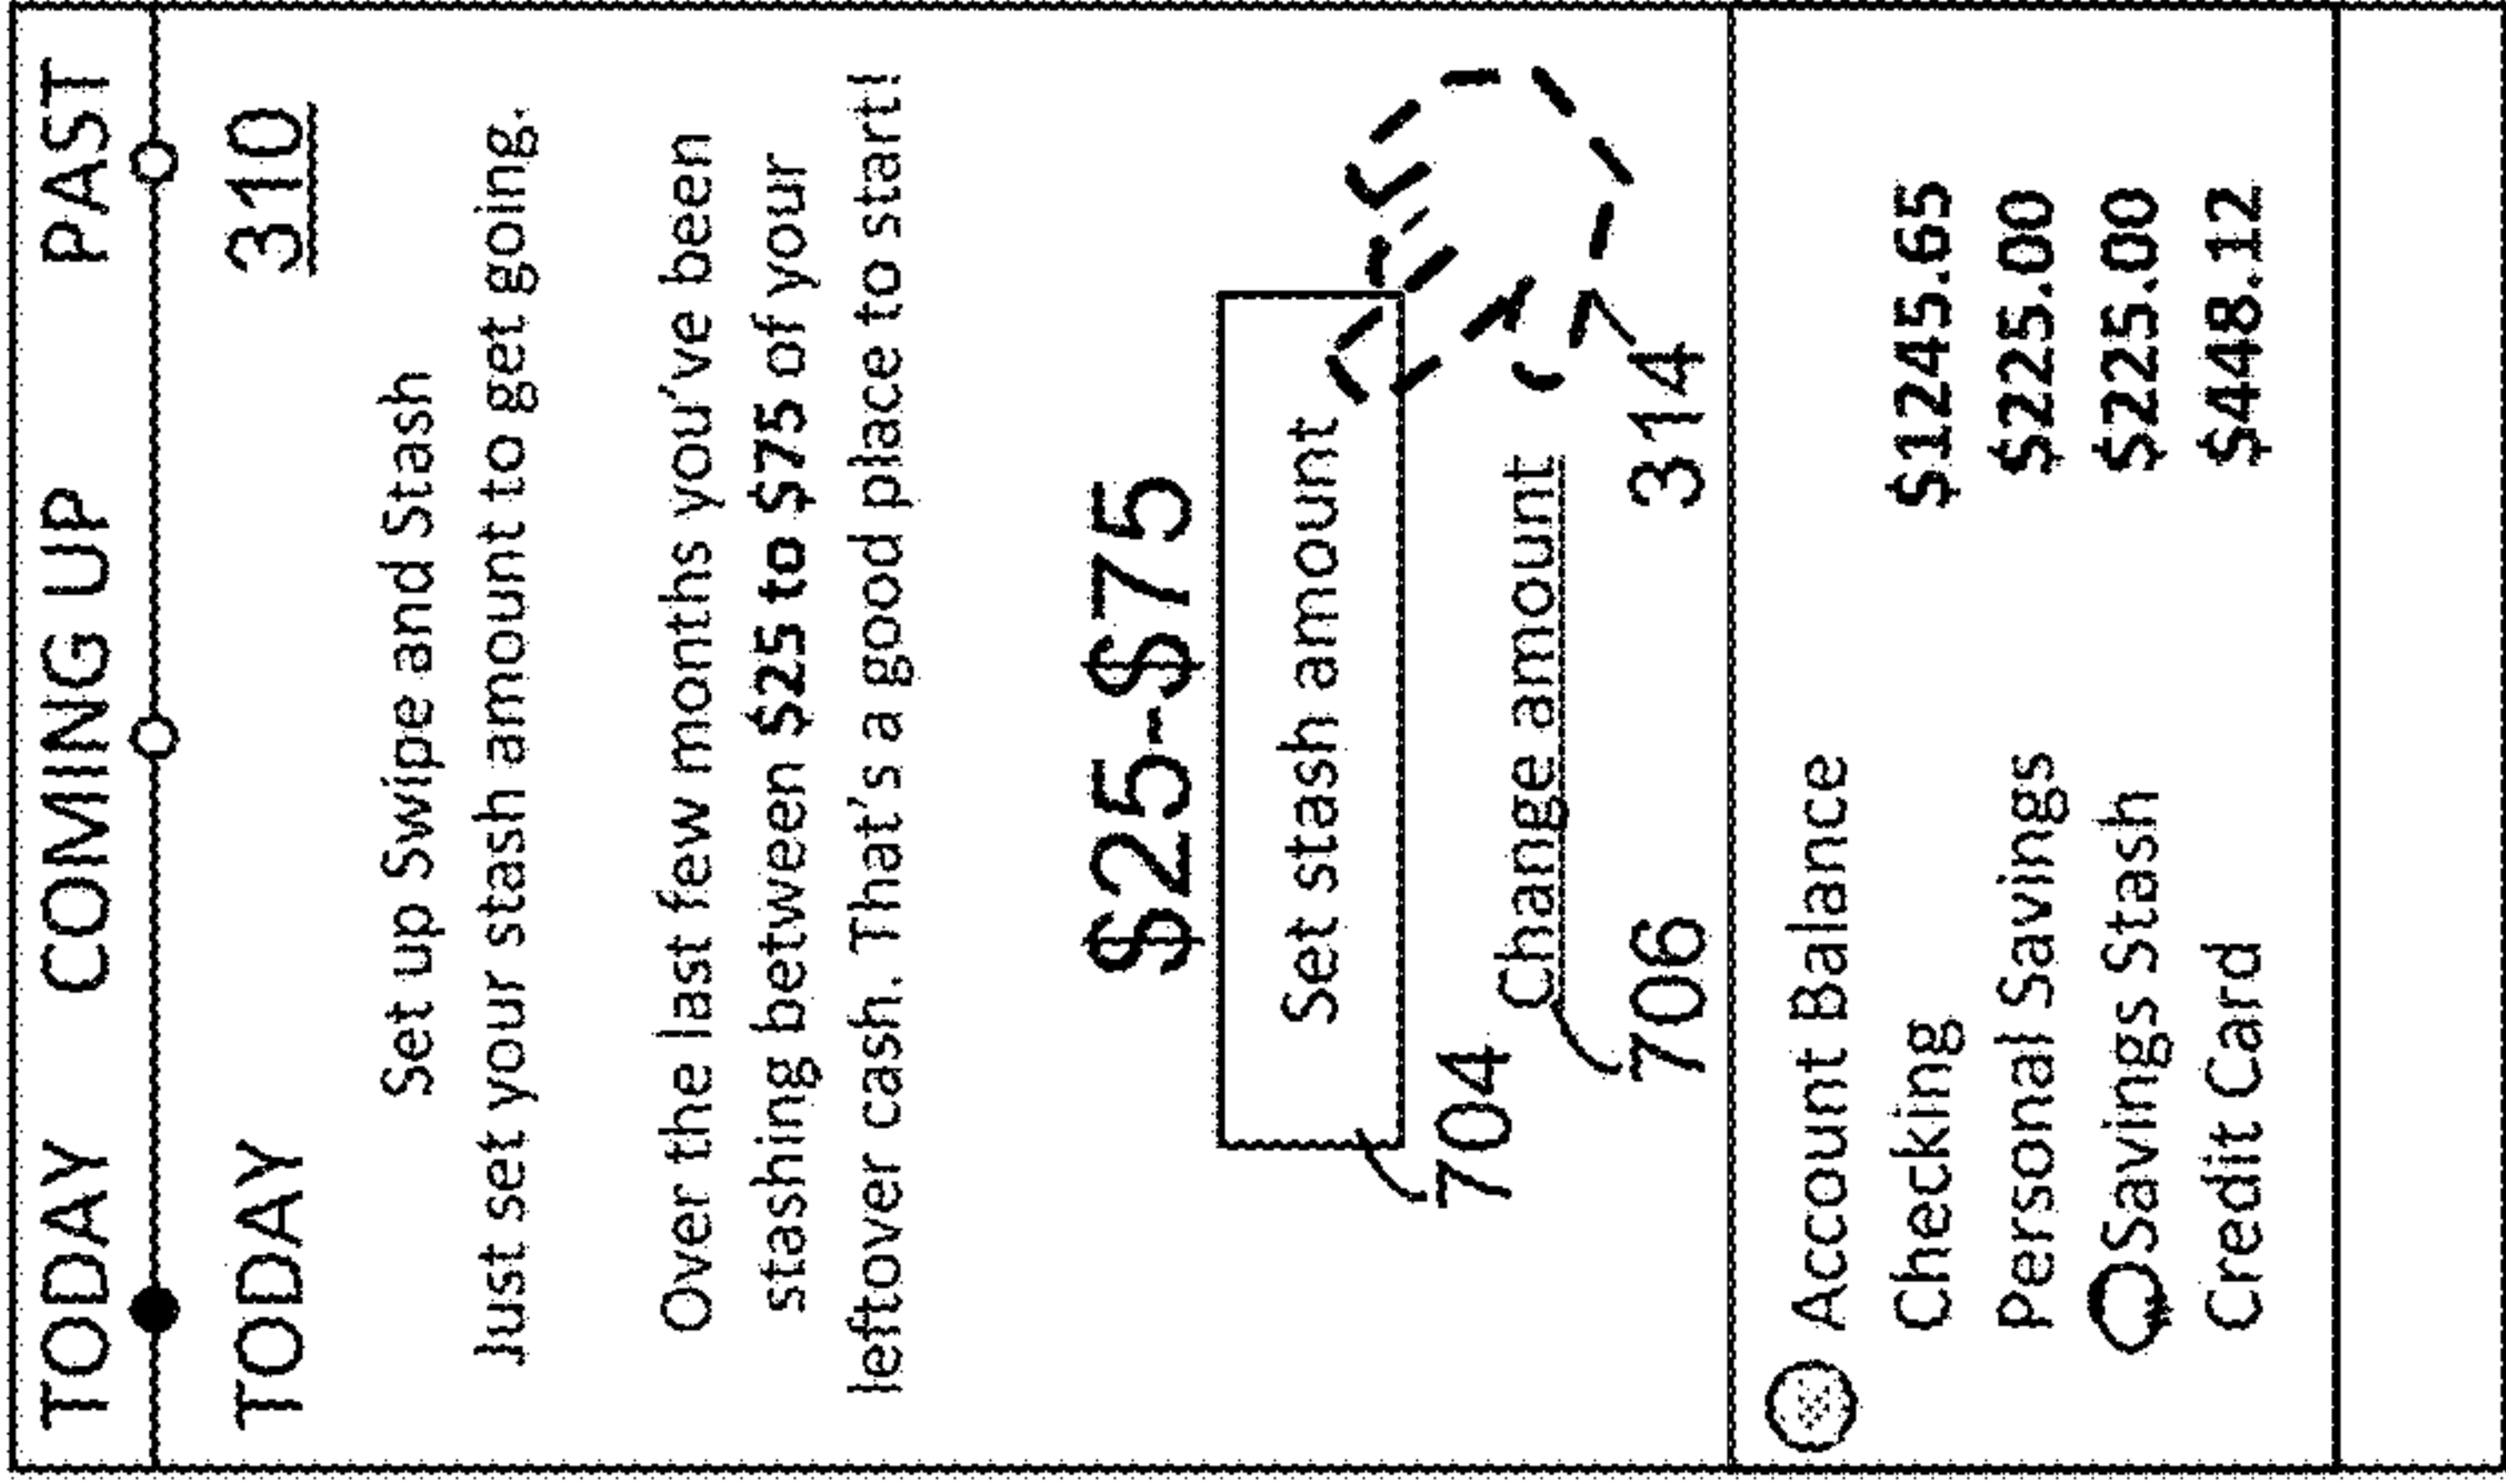 TODAY COMING UP PAST
TODAY 310
Set up Swipe and Stash
Just set your stash amount to get going.
Over the last few months you've been
stashing between $25 to $75 of your
leftover cash. That's a good place to start!
$25-$75
Set stash amount
704
Change amount
706 314
Account Balance
Checking $1245.65
Personal Savings $225.00
Savings Stash $225.00
Credit Card $448.12